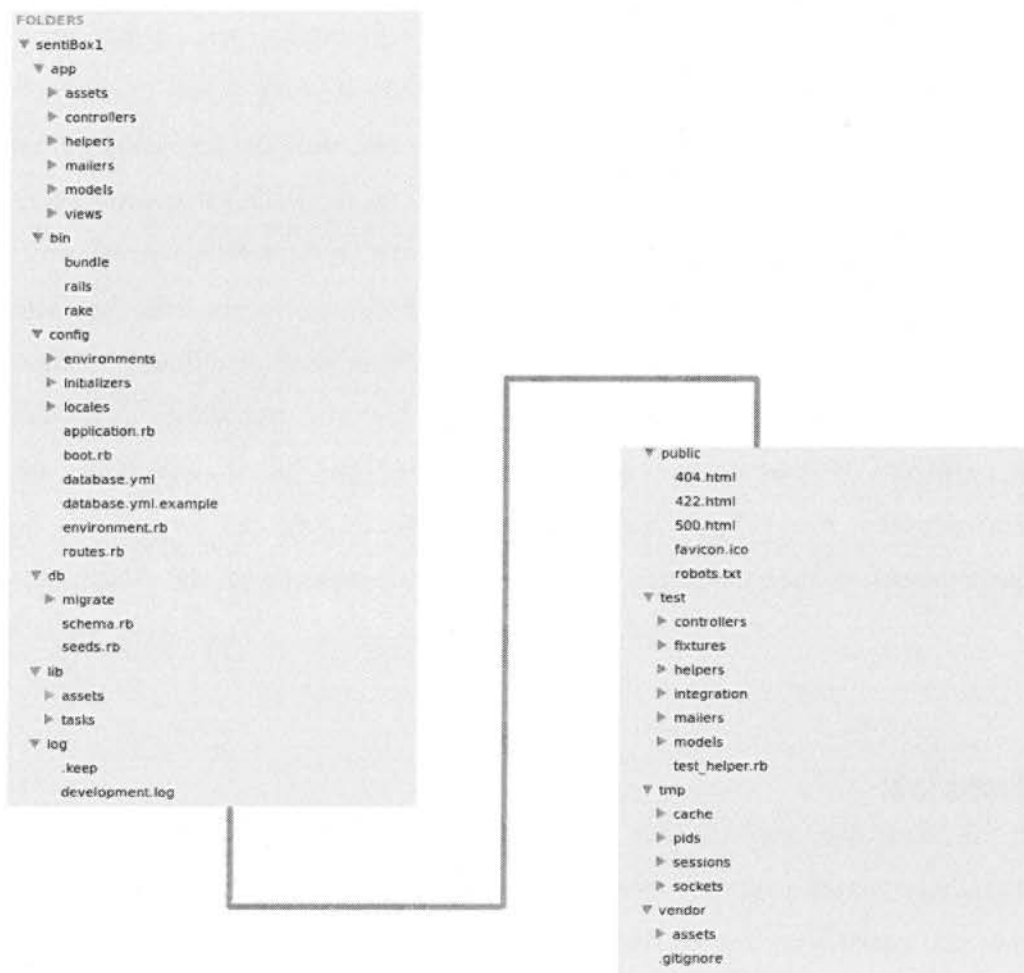 FOLDERS
sentiBox1
app
assets
controllers
helpers
mailers
models
views
bin
bundle
rails
rake
config
environments
initializers
locales
application.rb
boot.rb
database.yml
database.yml.example
environment.rb
routes.rb
db
migrate
schema.rb
seeds.rb
lib
assets
tasks
log
.keep
development.log
public
404.html
422.html
500.html
favicon.ico
robots.txt
test
controllers
fixtures
helpers
integration
mailers
models
test_helper.rb
tmp
cache
pids
sessions
sockets
vendor
assets
.gitignore